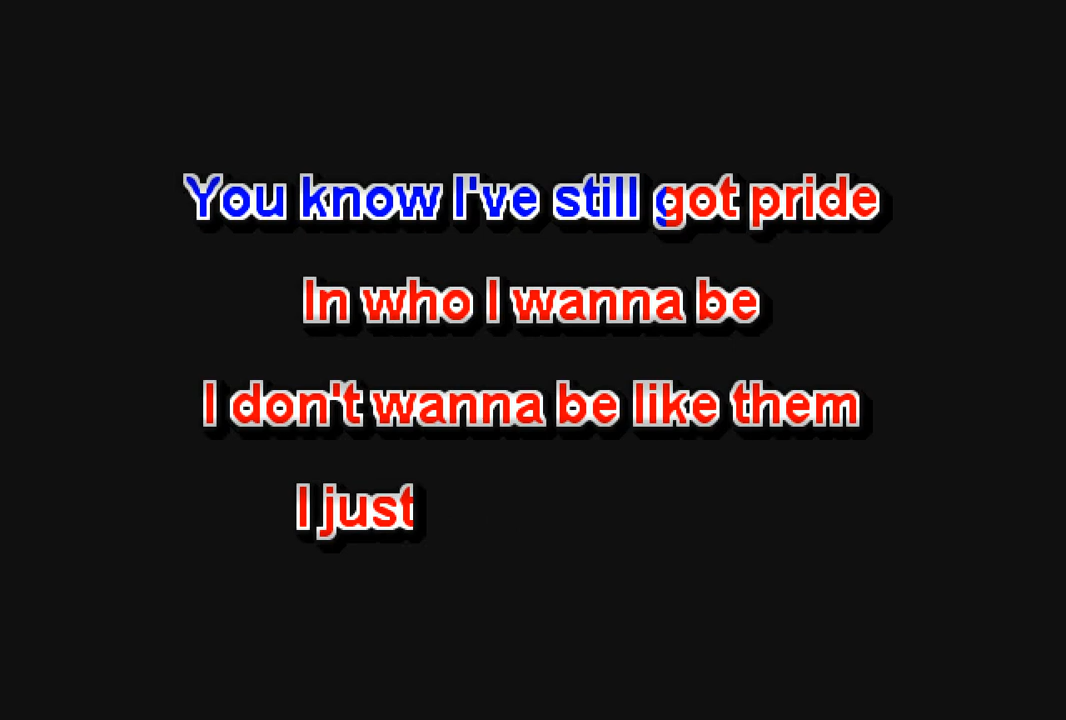 You know I've still got pride
In who I wanna be
I don't wanna be like them
I just